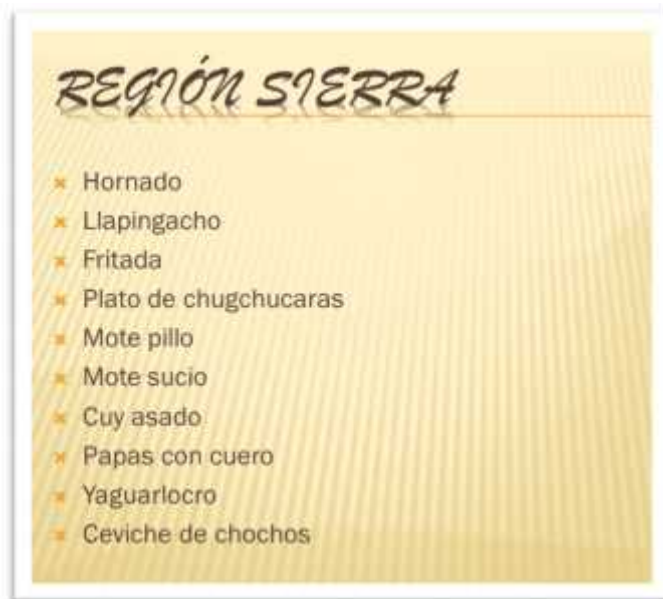 REGIÓN SIERRA
Hornado
Llapingacho
Fritada
Plato de chugchucaras
Mote pillo
Mote sucio
Cuy asado
Papas con cuero
Yaguarlocro
Ceviche de chochos